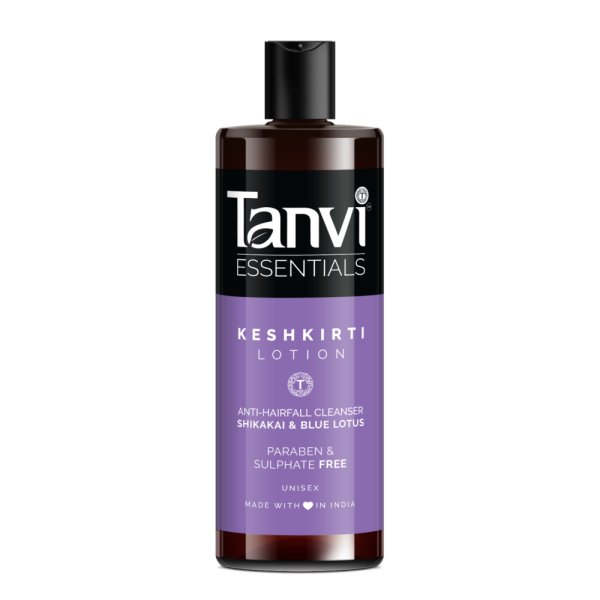 Tanvi
ESSENTIALS
KESHKIRTI
LOTION
T
ANTI-HAIRFALL CLEANSER
SHIKAKAI & BLUE LOTUS
PARABEN &
SULPHATE FREE
UNISEX
MADE WITH ♥ IN INDIA